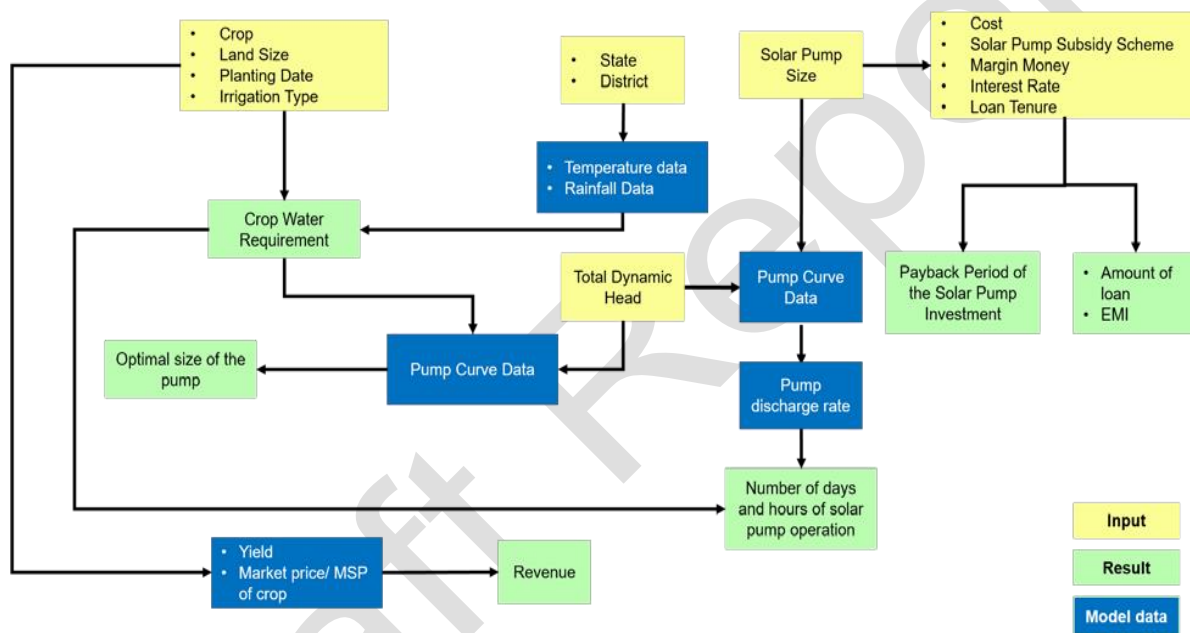 • Crop
• Land Size
• Planting Date
• Irrigation Type
• State
• District
Solar Pump
Size
• Cost
• Solar Pump Subsidy Scheme
• Margin Money
• Interest Rate
• Loan Tenure
• Temperature data
• Rainfall Data
Crop Water
Requirement
Total Dynamic
Head
Pump Curve
Data
Payback Period of
the Solar Pump
Investment
• Amount of
loan
• EMI
Optimal size of the
pump
Pump Curve Data
Pump
discharge rate
Number of days
and hours of solar
pump operation
• Yield
• Market price/ MSP
of crop
Revenue
Input
Result
Model data